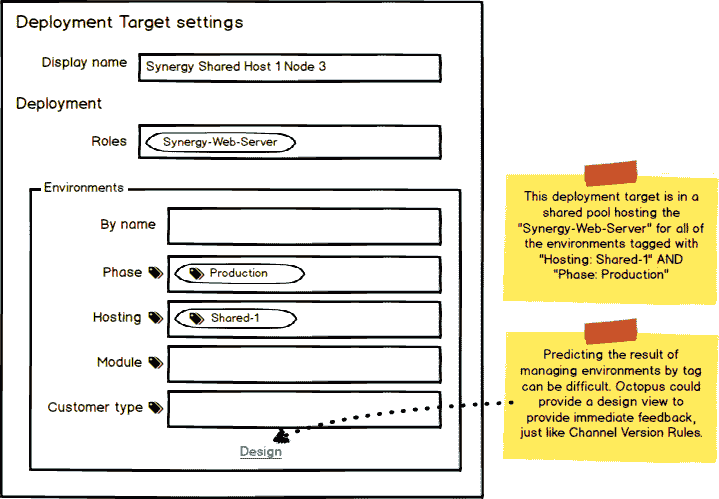 Deployment Target settings
Display name
Synergy Shared Host 1 Node 3
Deployment
Roles
Synergy-Web-Server
Environments
By name
Phase
Production
Hosting
Shared-1
Module
Customer type
Design
This deployment target is in a
shared pool hosting the
"Synergy-Web-Server" for all of
the environments tagged with
"Hosting: Shared-1" AND
"Phase: Production"
Predicting the result of
managing environments by tag
can be difficult. Octopus could
provide a design view to
provide immediate feedback,
just like Channel Version Rules.